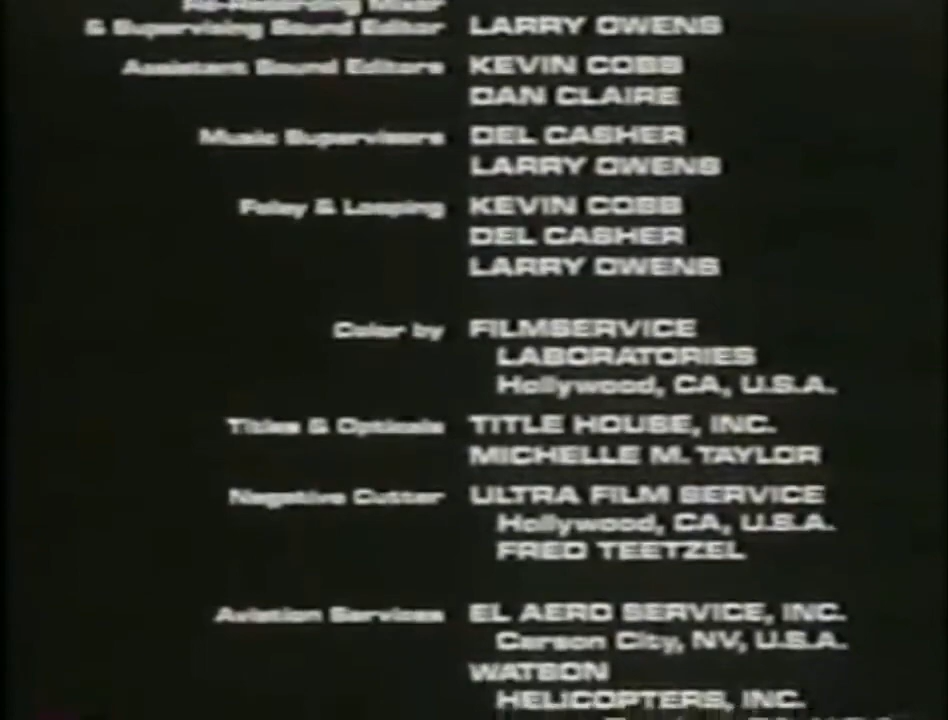 Re-Recording Mixer
& Supervising Sound Editor LARRY OWENS
Assistant Sound Editors KEVIN COBB
DAN CLAIRE
Music Supervisors DEL CASHER
LARRY OWENS
Foley & Looping KEVIN COBB
DEL CASHER
LARRY OWENS
Color by FILMSERVICE
LABORATORIES
Hollywood, CA, U.S.A.
Titles & Opticals TITLE HOUSE, INC.
MICHELLE M. TAYLOR
Negative Cutter ULTRA FILM SERVICE
Hollywood, CA, U.S.A.
FRED TEETZEL
Aviation Services EL AERO SERVICE, INC.
Carson City, NV, U.S.A.
WATSON
HELICOPTERS, INC.